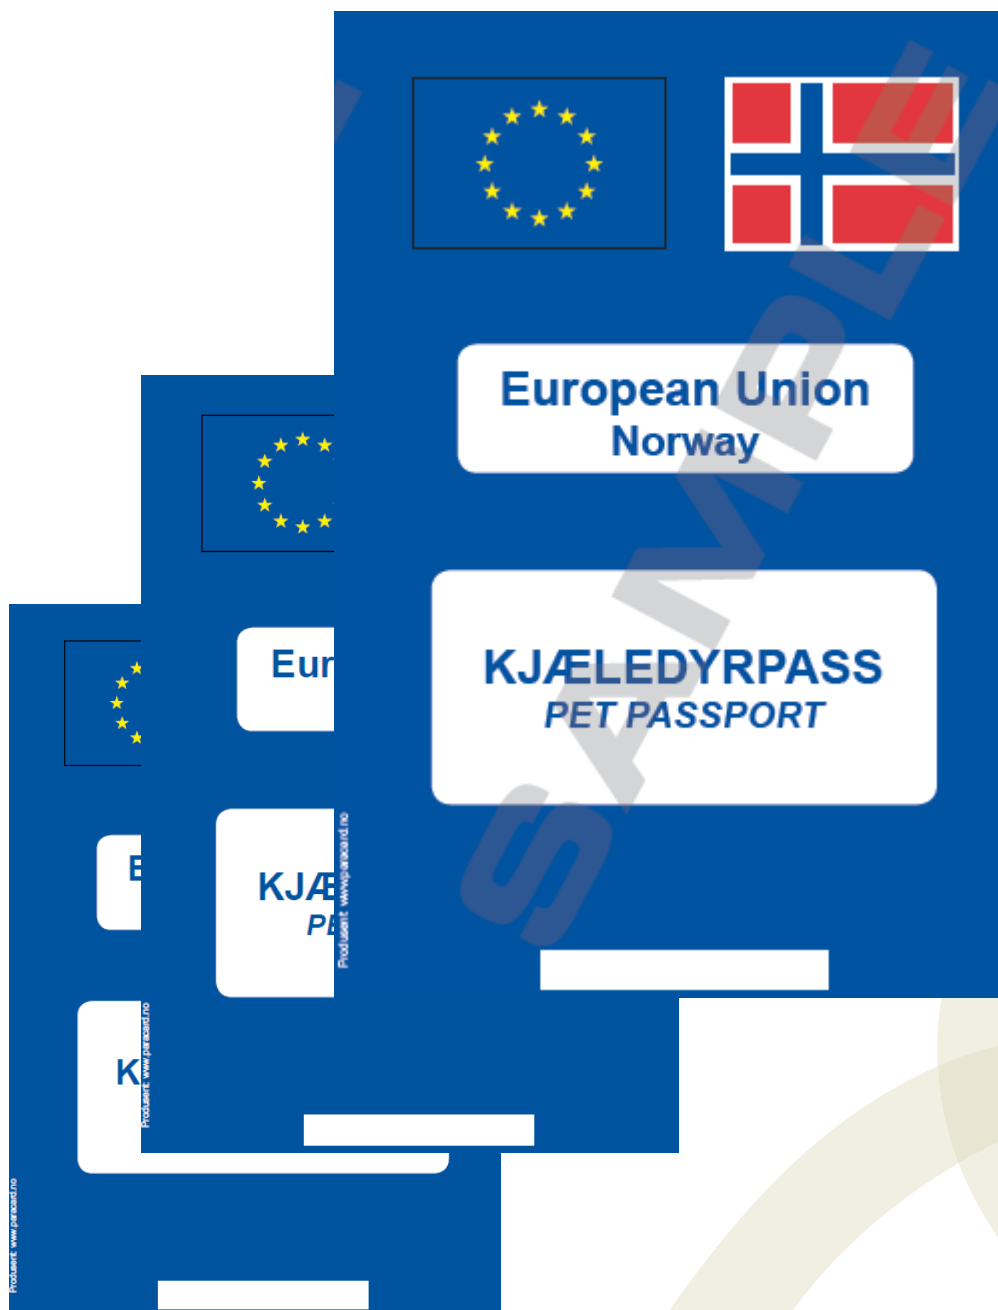 European Union
Norway
KJÆLEDYRPASS
PET PASSPORT
Produsent: www.paracard.no
SAMPLE
Eur
KJÆ
PE
Produsent: www.paracard.no
E
K
Produsent: www.paracard.no